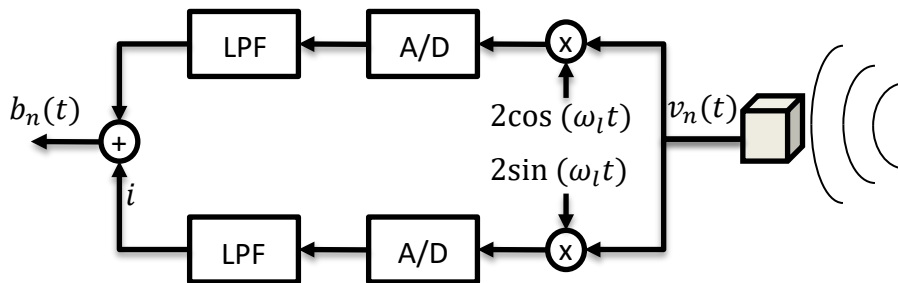 LPF
A/D
x
2cos (ω_l t)
v_n(t)
b_n(t)
+
2sin (ω_l t)
i
LPF
A/D
x